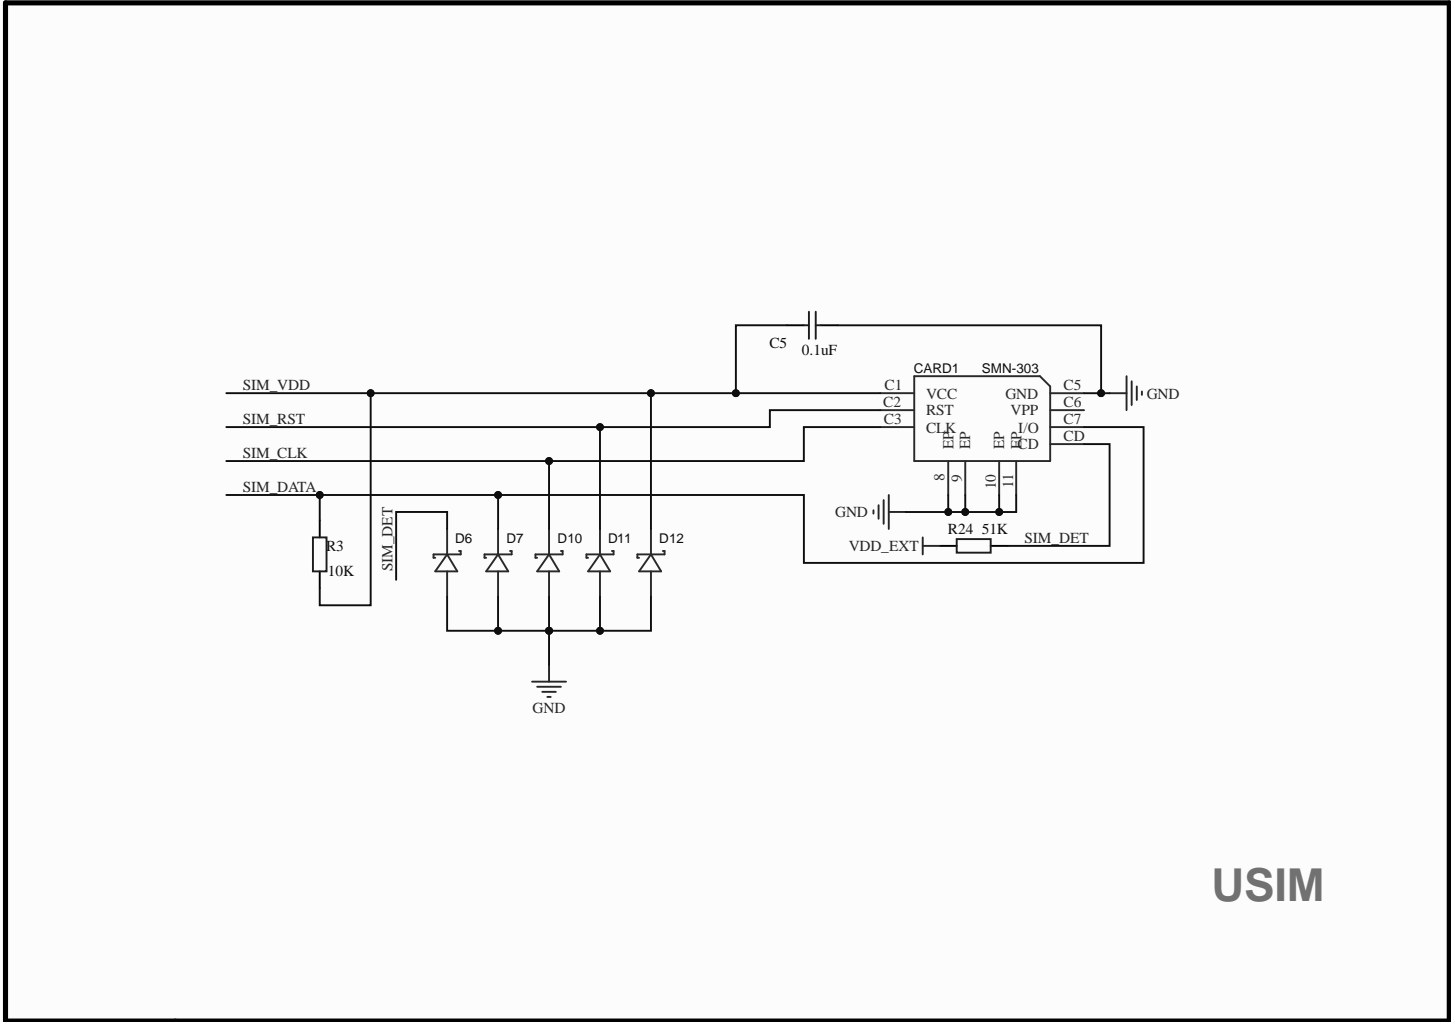 C5
0.1uF
CARD1 SMN-303
SIM_VDD
C1
VCC
GND
C5
GND
C2
RST
VPP
C6
SIM_RST
C3
CLK
I/O
C7
EP
EP
EP
EP
CD
CD
SIM_CLK
8
9
10
11
SIM_DATA
GND
R24 51K
SIM_DET
VDD_EXT
SIM_DET
R3
10K
D6
D7
D10
D11
D12
GND
USIM